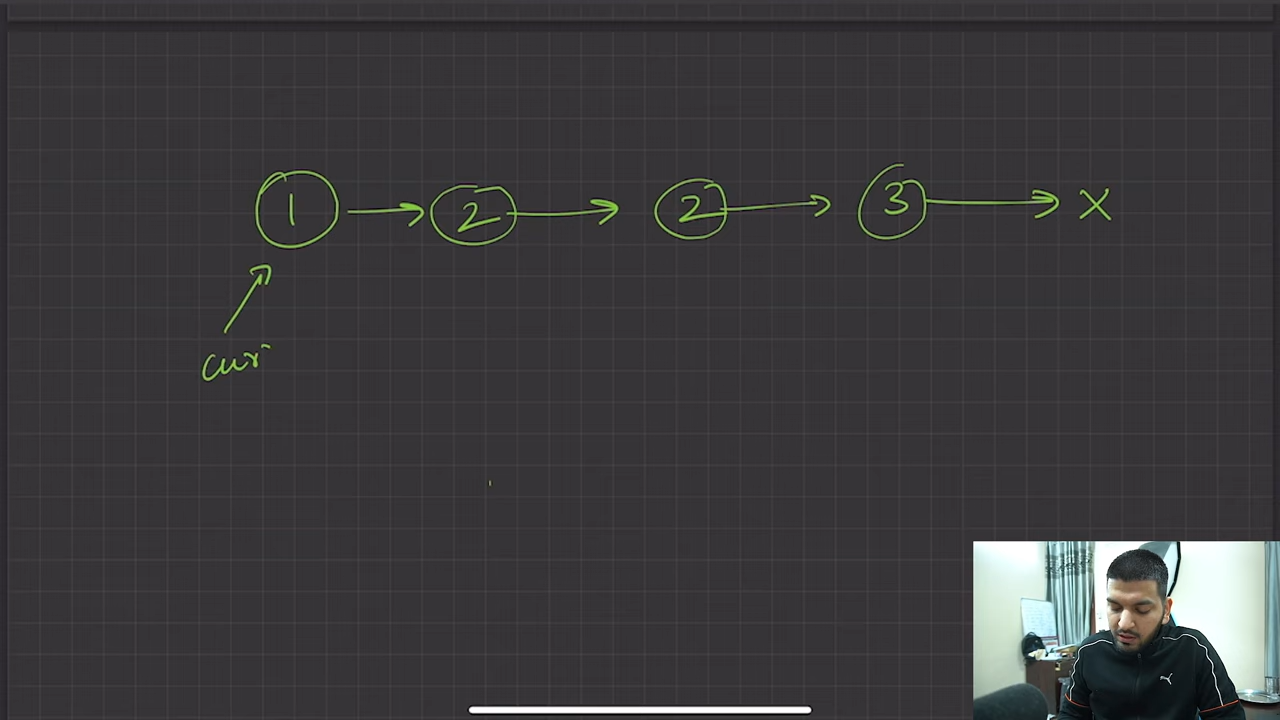 1 → 2 → 2 → 3 → X
curr